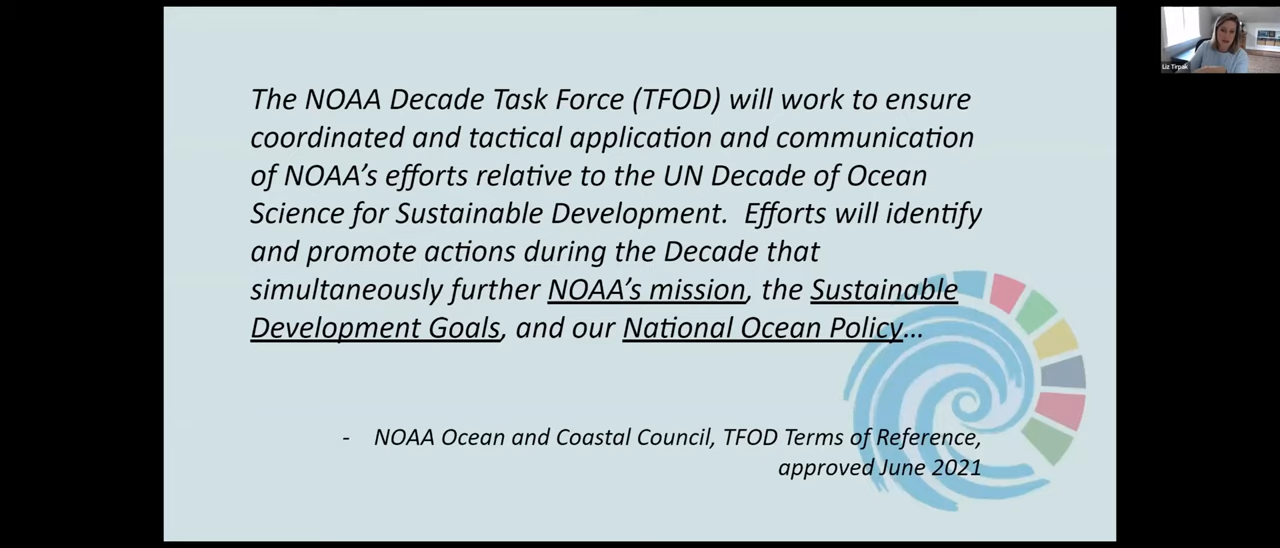 The NOAA Decade Task Force (TFOD) will work to ensure
coordinated and tactical application and communication
of NOAA's efforts relative to the UN Decade of Ocean
Science for Sustainable Development.  Efforts will identify
and promote actions during the Decade that
simultaneously further NOAA's mission, the Sustainable
Development Goals, and our National Ocean Policy...
- NOAA Ocean and Coastal Council, TFOD Terms of Reference,
approved June 2021
Liz Tirpak